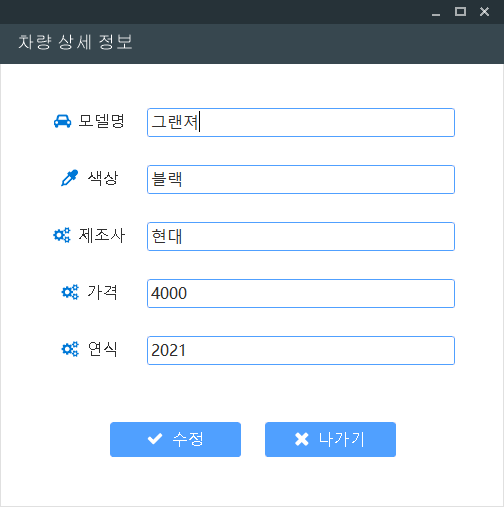 차량 상세 정보
모델명 그랜져
색상 블랙
제조사 현대
가격 4000
연식 2021
수정 나가기